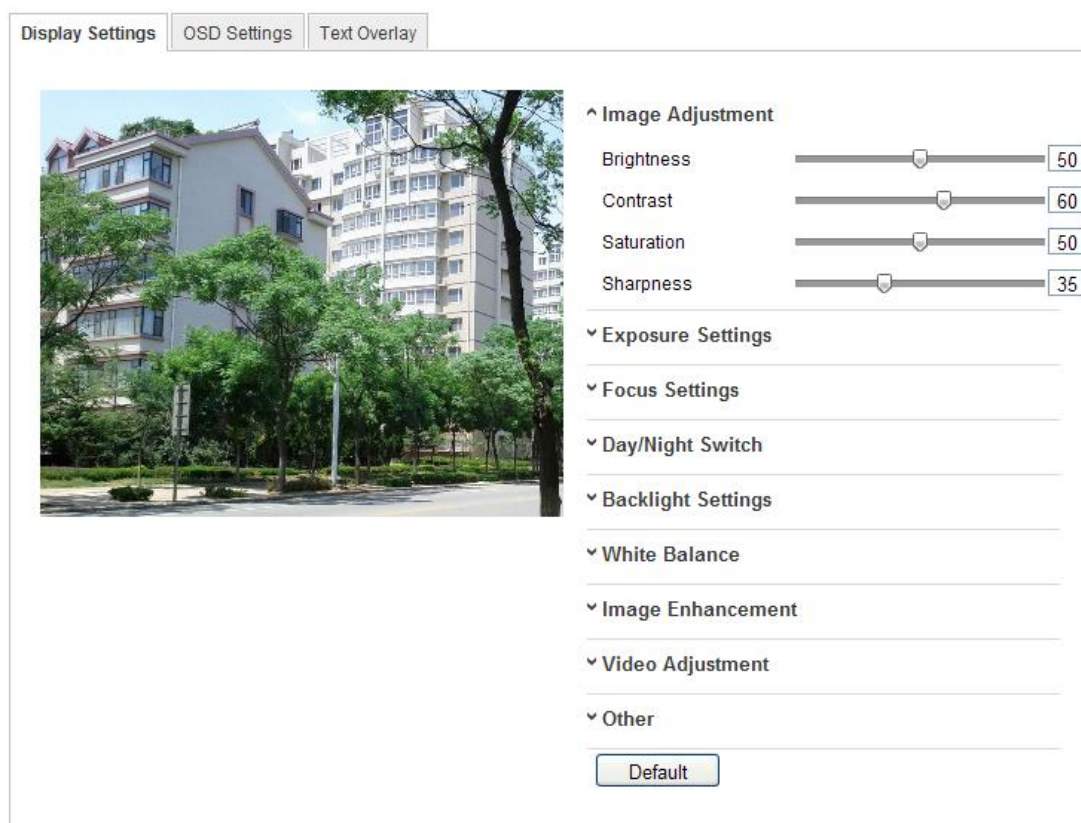 Display Settings OSD Settings Text Overlay
Image Adjustment
Brightness 50
Contrast 60
Saturation 50
Sharpness 35
Exposure Settings
Focus Settings
Day/Night Switch
Backlight Settings
White Balance
Image Enhancement
Video Adjustment
Other
Default